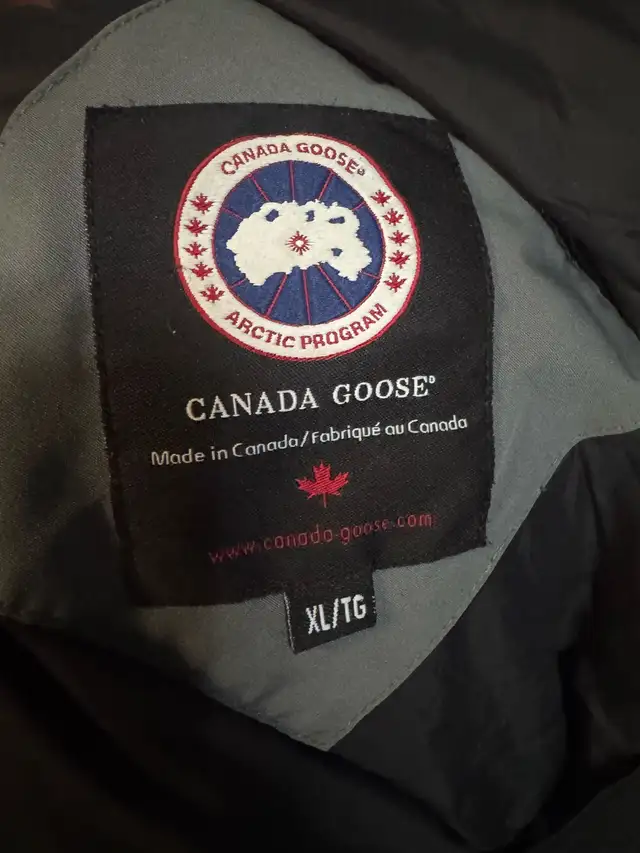 CANADA GOOSE®
ARCTIC PROGRAM
CANADA GOOSE®
Made in Canada/Fabriqué au Canada
www.canada-goose.com
XL/TG